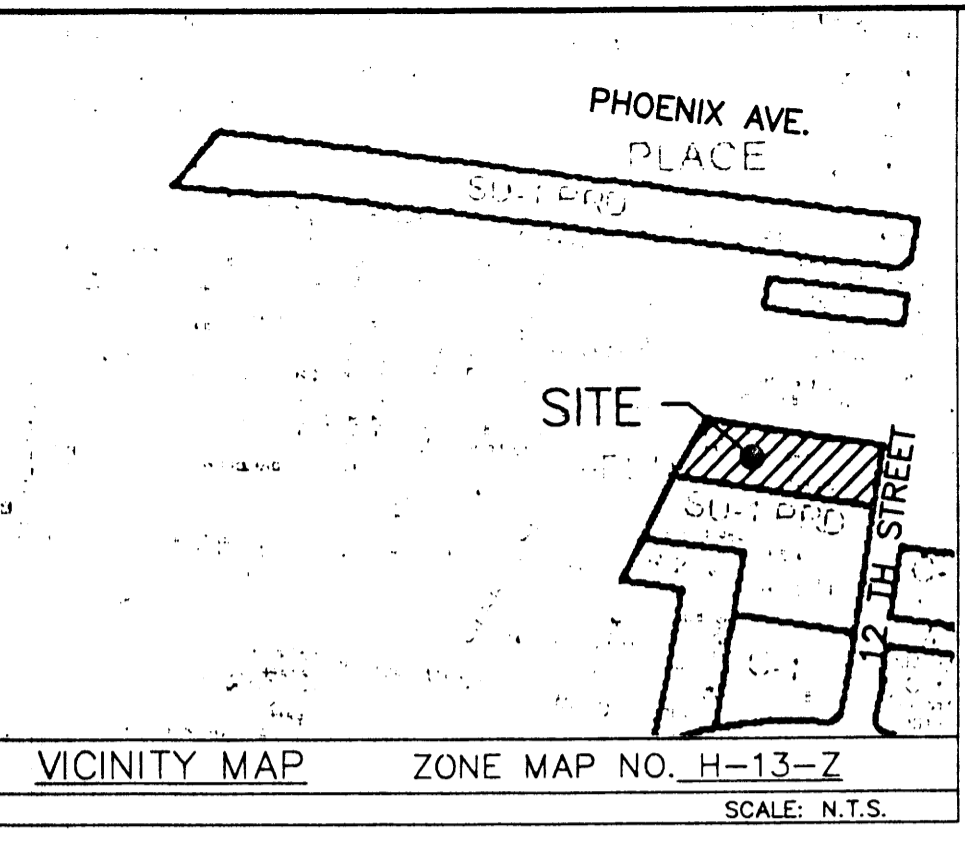 PHOENIX AVE.
PLACE
SU-1 PRD
SITE
SU-1 PRD
12 TH STREET
C-1
VICINITY MAP
ZONE MAP NO. H-13-Z
SCALE: N.T.S.